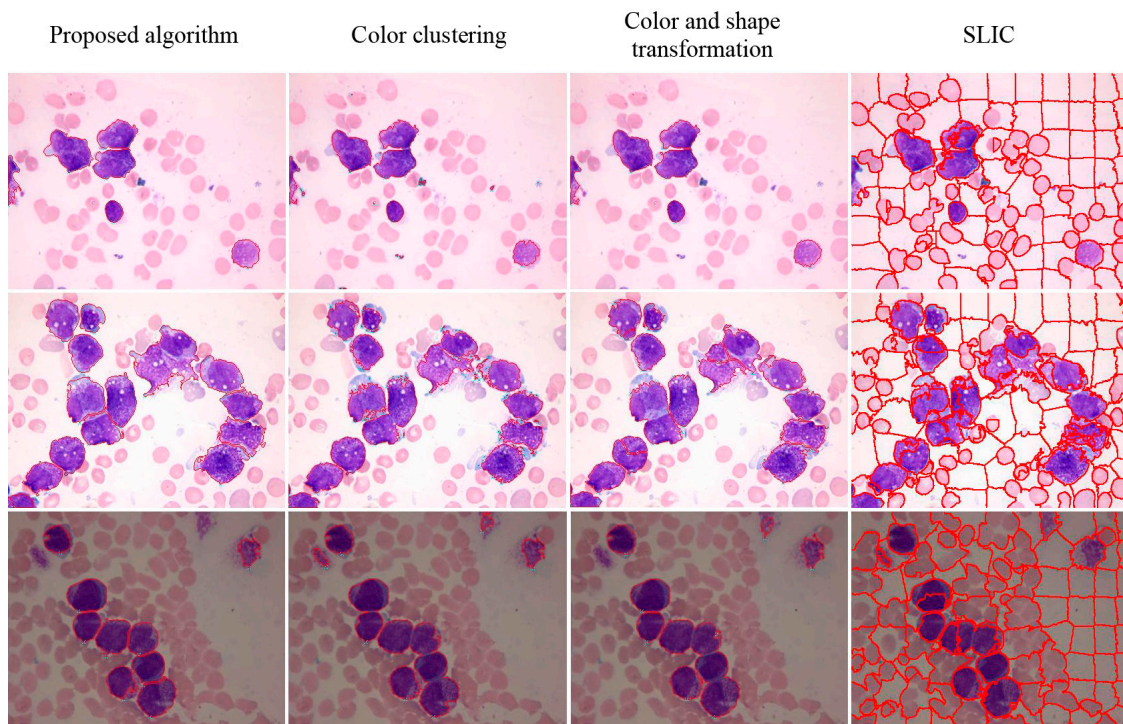 Proposed algorithm
Color clustering
Color and shape
transformation
SLIC